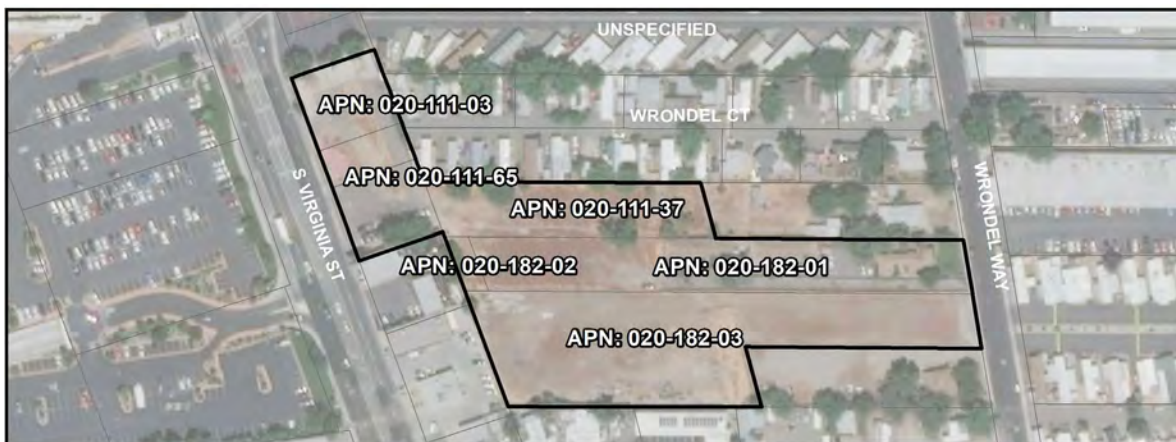 UNSPECIFIED
APN: 020-111-03
WRONDEL CT
APN: 020-111-65
S VIRGINIA ST
APN: 020-111-37
WRONDEL WAY
APN: 020-182-02
APN: 020-182-01
APN: 020-182-03